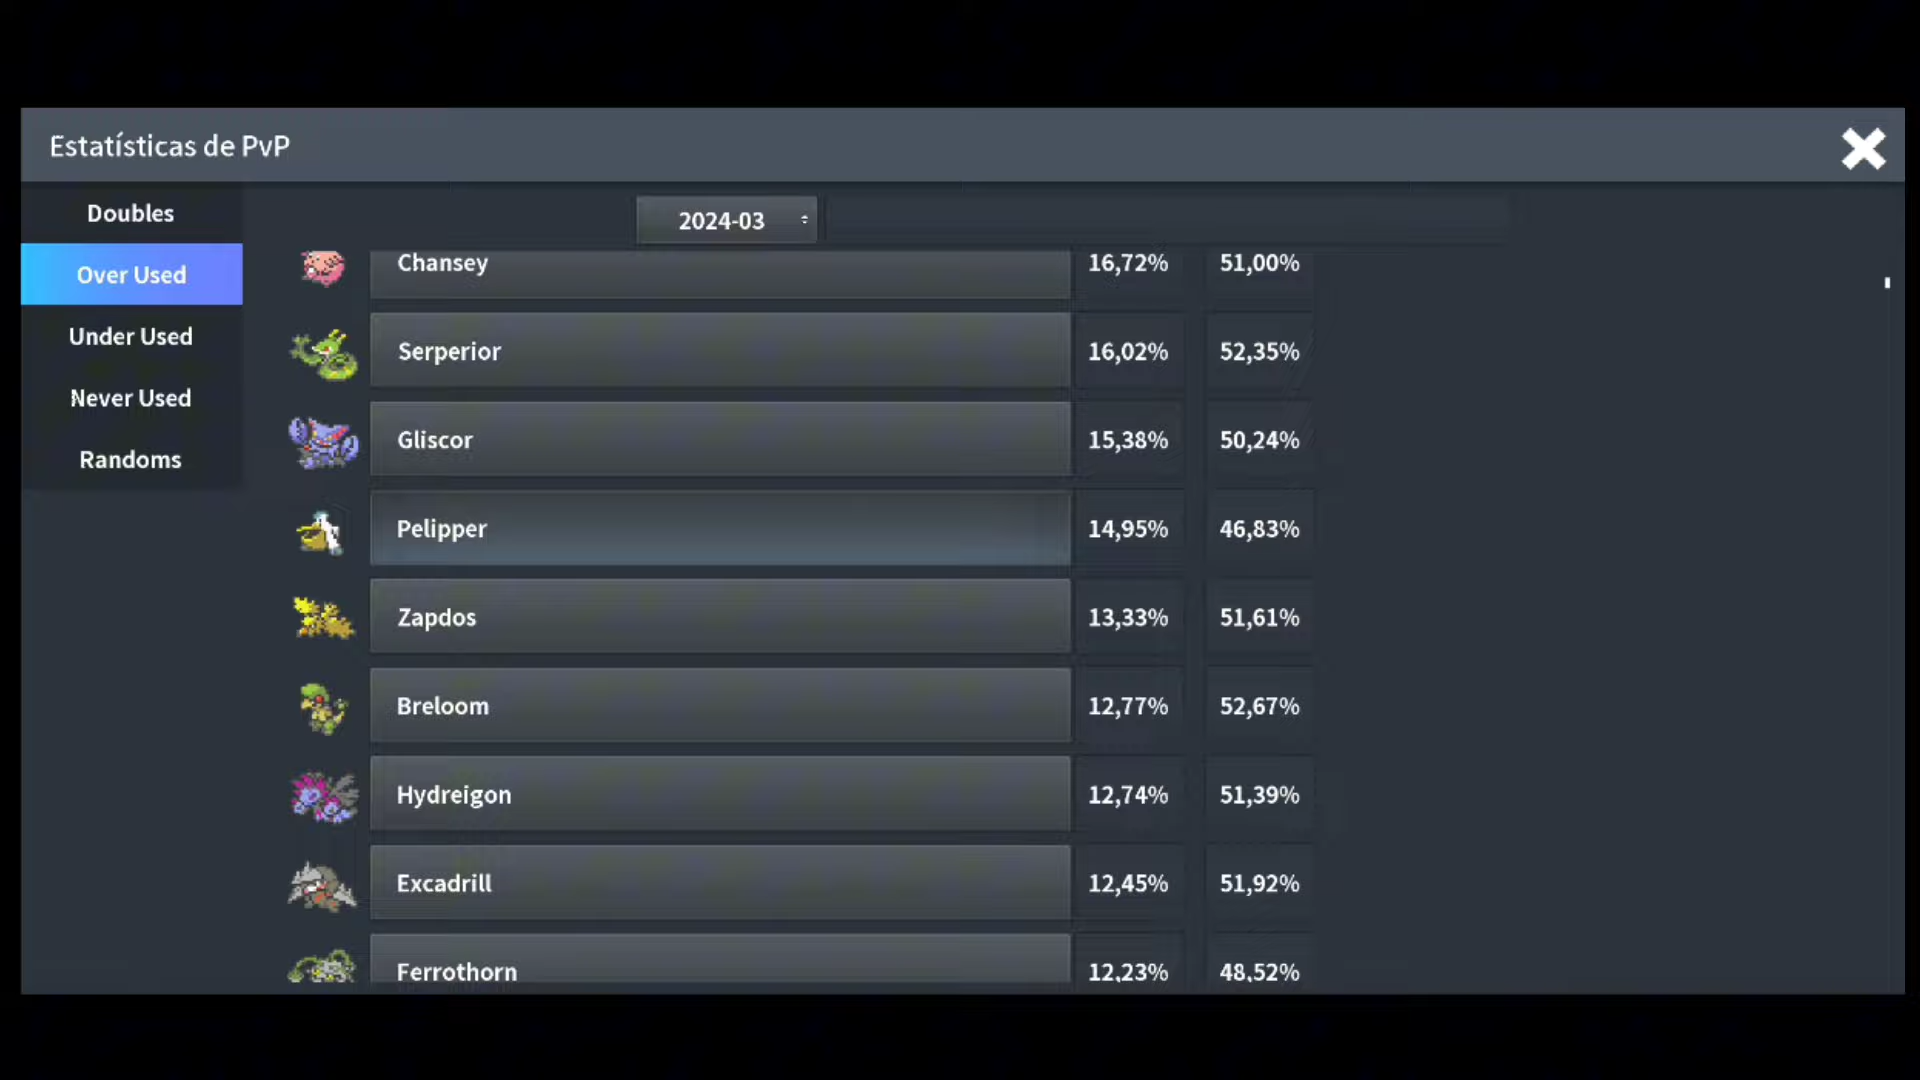 Estatísticas de PvP
Doubles
Over Used
Under Used
Never Used
Randoms
2024-03
Chansey 16,72% 51,00%
Serperior 16,02% 52,35%
Gliscor 15,38% 50,24%
Pelipper 14,95% 46,83%
Zapdos 13,33% 51,61%
Breloom 12,77% 52,67%
Hydreigon 12,74% 51,39%
Excadrill 12,45% 51,92%
Ferrothorn 12,23% 48,52%